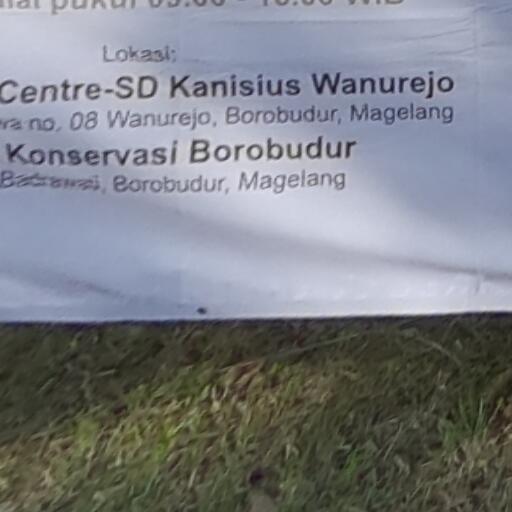 Lokasi:
Centre-SD Kanisius Wanurejo
no. 08 Wanurejo, Borobudur, Magelang
Konservasi Borobudur
Borobudur, Magelang